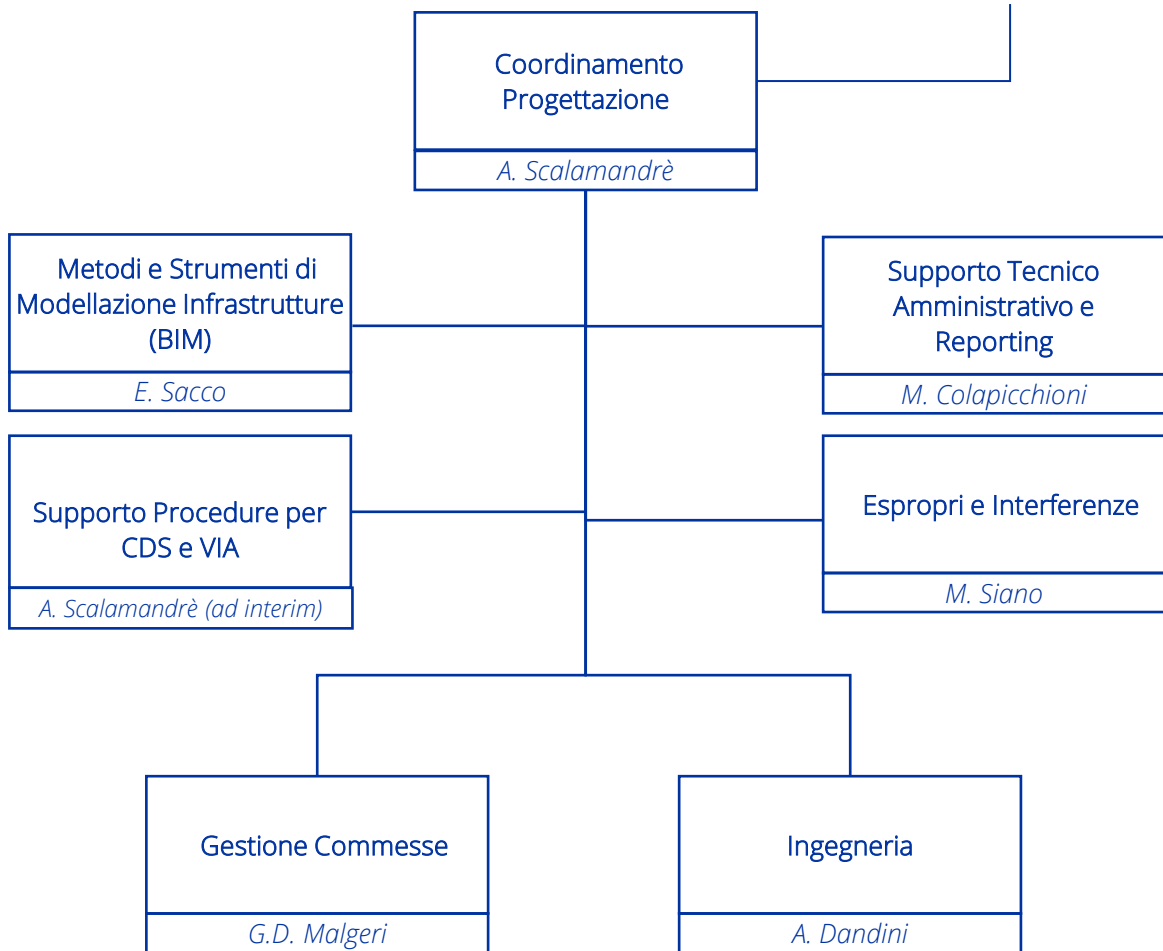 Coordinamento
Progettazione
A. Scalamandrè
Metodi e Strumenti di
Modellazione Infrastrutture
(BIM)
E. Sacco
Supporto Tecnico
Amministrativo e
Reporting
M. Colapicchioni
Supporto Procedure per
CDS e VIA
A. Scalamandrè (ad interim)
Espropri e Interferenze
M. Siano
Gestione Commesse
G.D. Malgeri
Ingegneria
A. Dandini